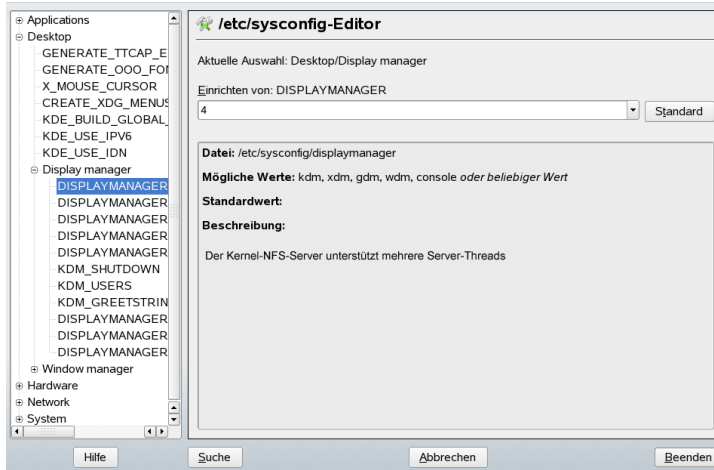 Applications
Desktop
GENERATE_TTCAP_E
GENERATE_OOO_FO
X_MOUSE_CURSOR
CREATE_XDG_MENUS
KDE_BUILD_GLOBAL_
KDE_USE_IPV6
KDE_USE_IDN
Display manager
DISPLAYMANAGER
DISPLAYMANAGER
DISPLAYMANAGER
DISPLAYMANAGER
DISPLAYMANAGER
KDM_SHUTDOWN
KDM_USERS
KDM_GREETSTRIN
DISPLAYMANAGER
DISPLAYMANAGER
DISPLAYMANAGER
Window manager
Hardware
Network
System
/etc/sysconfig-Editor
Aktuelle Auswahl: Desktop/Display manager
Einrichten von: DISPLAYMANAGER
4
Standard
Datei: /etc/sysconfig/displaymanager
Mögliche Werte: kdm, xdm, gdm, wdm, console oder beliebiger Wert
Standardwert:
Beschreibung:
Der Kernel-NFS-Server unterstützt mehrere Server-Threads
Hilfe
Suche
Abbrechen
Beenden